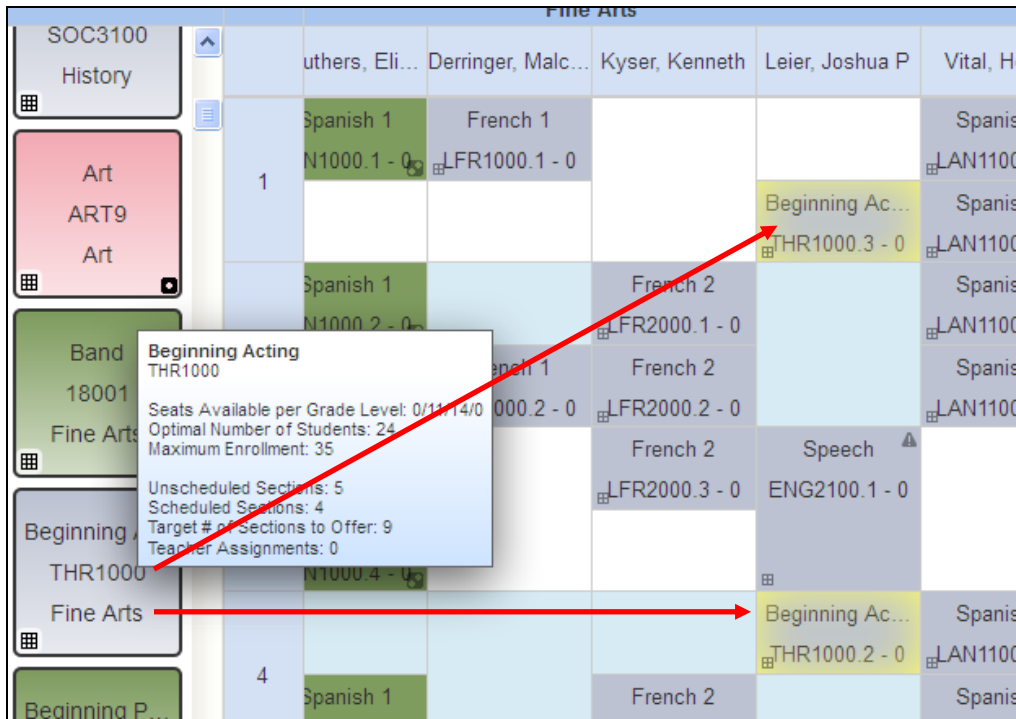 Fine Arts
SOC3100
History
uthers, Eli...
Derringer, Malc...
Kyser, Kenneth
Leier, Joshua P
Vital, H
Art
ART9
Art
1
Spanish 1
N1000.1 - 0
French 1
LFR1000.1 - 0
Spanis
LAN1100
Beginning Ac...
THR1000.3 - 0
Spanis
LAN1100
Spanish 1
N1000.2 - 0
French 2
LFR2000.1 - 0
Spanis
LAN1100
Band
18001
Fine Arts
Beginning Acting
THR1000
Seats Available per Grade Level: 0/11/14/0
Optimal Number of Students: 24
Maximum Enrollment: 35
Unscheduled Sections: 5
Scheduled Sections: 4
Target # of Sections to Offer: 9
Teacher Assignments: 0
ench 1
000.2 - 0
French 2
LFR2000.2 - 0
Spanis
LAN1100
French 2
LFR2000.3 - 0
Speech
ENG2100.1 - 0
N1000.4 - 0
Beginning
THR1000
Fine Arts
Beginning Ac...
THR1000.2 - 0
Spanis
LAN1100
4
Spanish 1
French 2
Spanis
Beginning P...